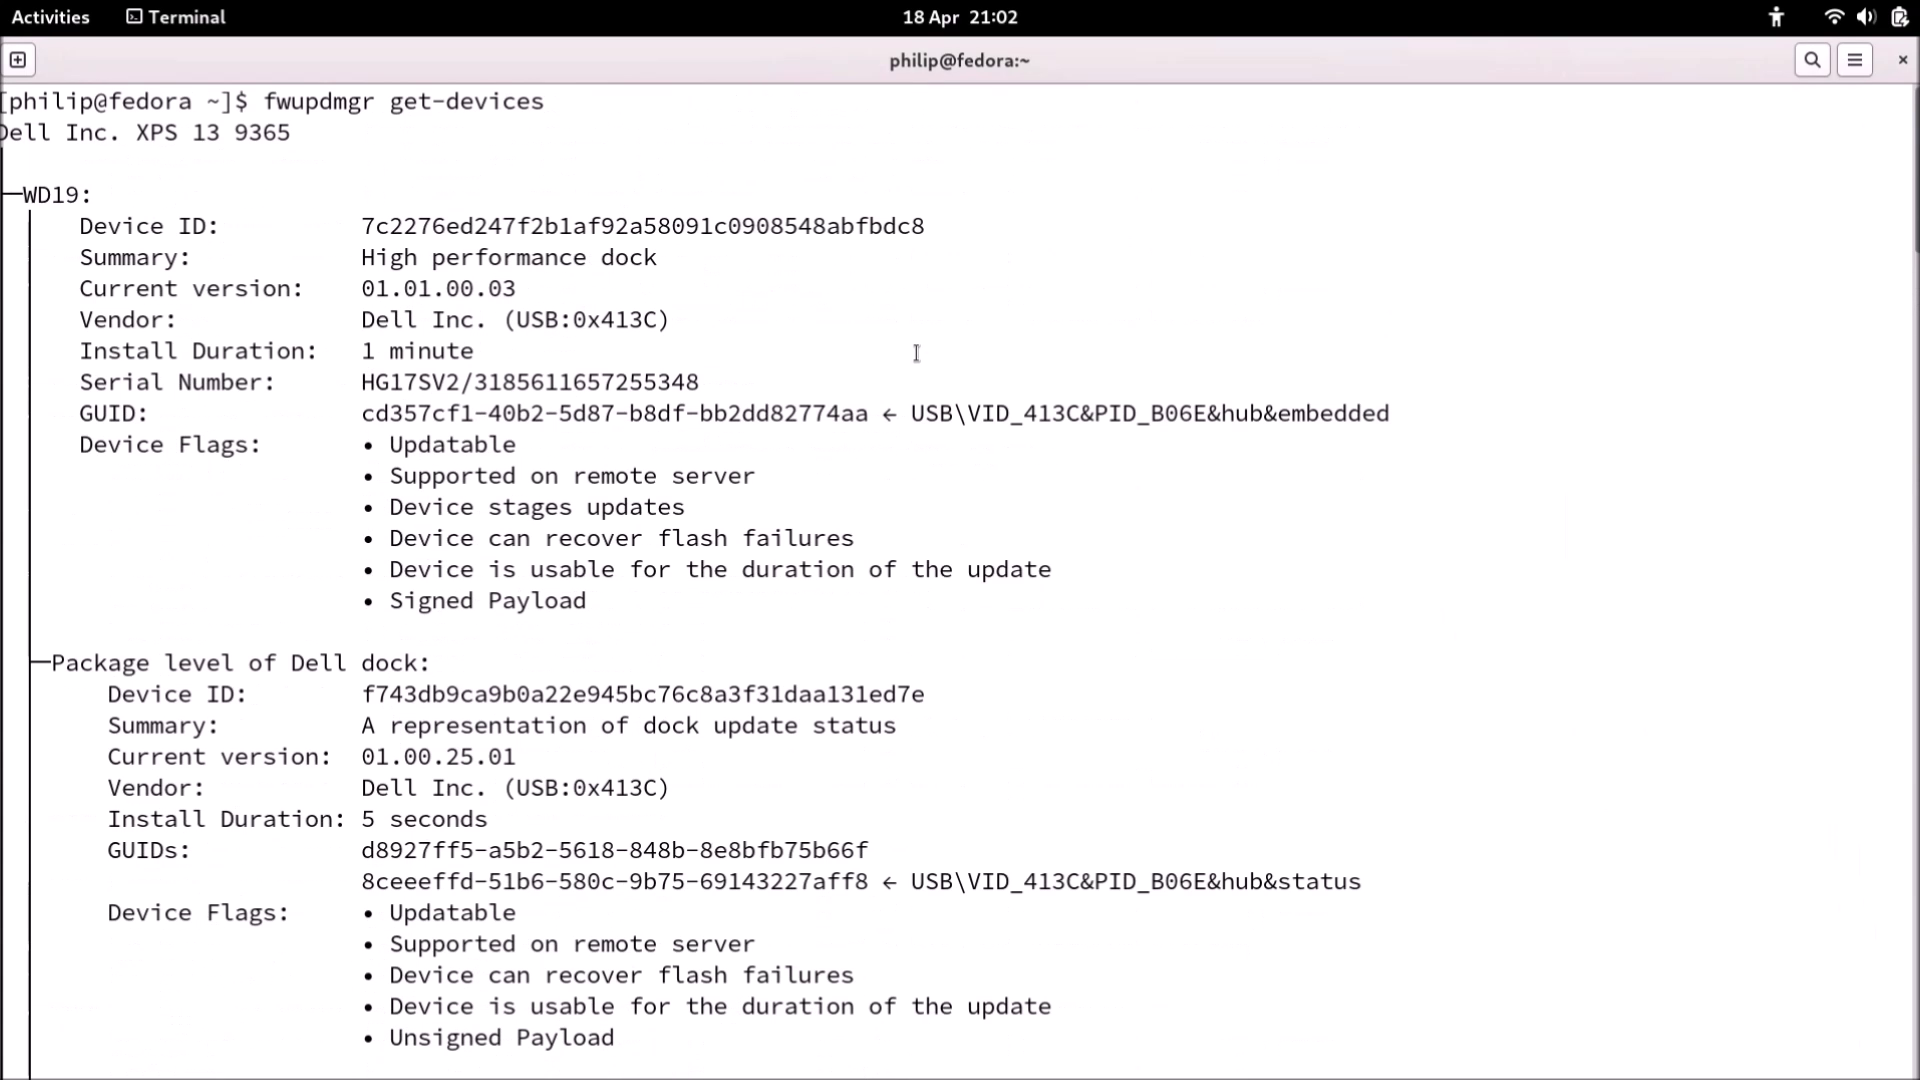 Activities Terminal 18 Apr 21:02
philip@fedora:~
[philip@fedora ~]$ fwupdmgr get-devices
Dell Inc. XPS 13 9365
WD19:
Device ID: 7c2276ed247f2b1af92a58091c0908548abfbdc8
Summary: High performance dock
Current version: 01.01.00.03
Vendor: Dell Inc. (USB:0x413C)
Install Duration: 1 minute
Serial Number: HG17SV2/3185611657255348
GUID: cd357cf1-40b2-5d87-b8df-bb2dd82774aa ← USB\VID_413C&PID_B06E&hub&embedded
Device Flags: • Updatable
• Supported on remote server
• Device stages updates
• Device can recover flash failures
• Device is usable for the duration of the update
• Signed Payload
Package level of Dell dock:
Device ID: f743db9ca9b0a22e945bc76c8a3f31daa131ed7e
Summary: A representation of dock update status
Current version: 01.00.25.01
Vendor: Dell Inc. (USB:0x413C)
Install Duration: 5 seconds
GUIDs: d8927ff5-a5b2-5618-848b-8e8bfb75b66f
8ceeeffd-51b6-580c-9b75-69143227aff8 ← USB\VID_413C&PID_B06E&hub&status
Device Flags: • Updatable
• Supported on remote server
• Device can recover flash failures
• Device is usable for the duration of the update
• Unsigned Payload